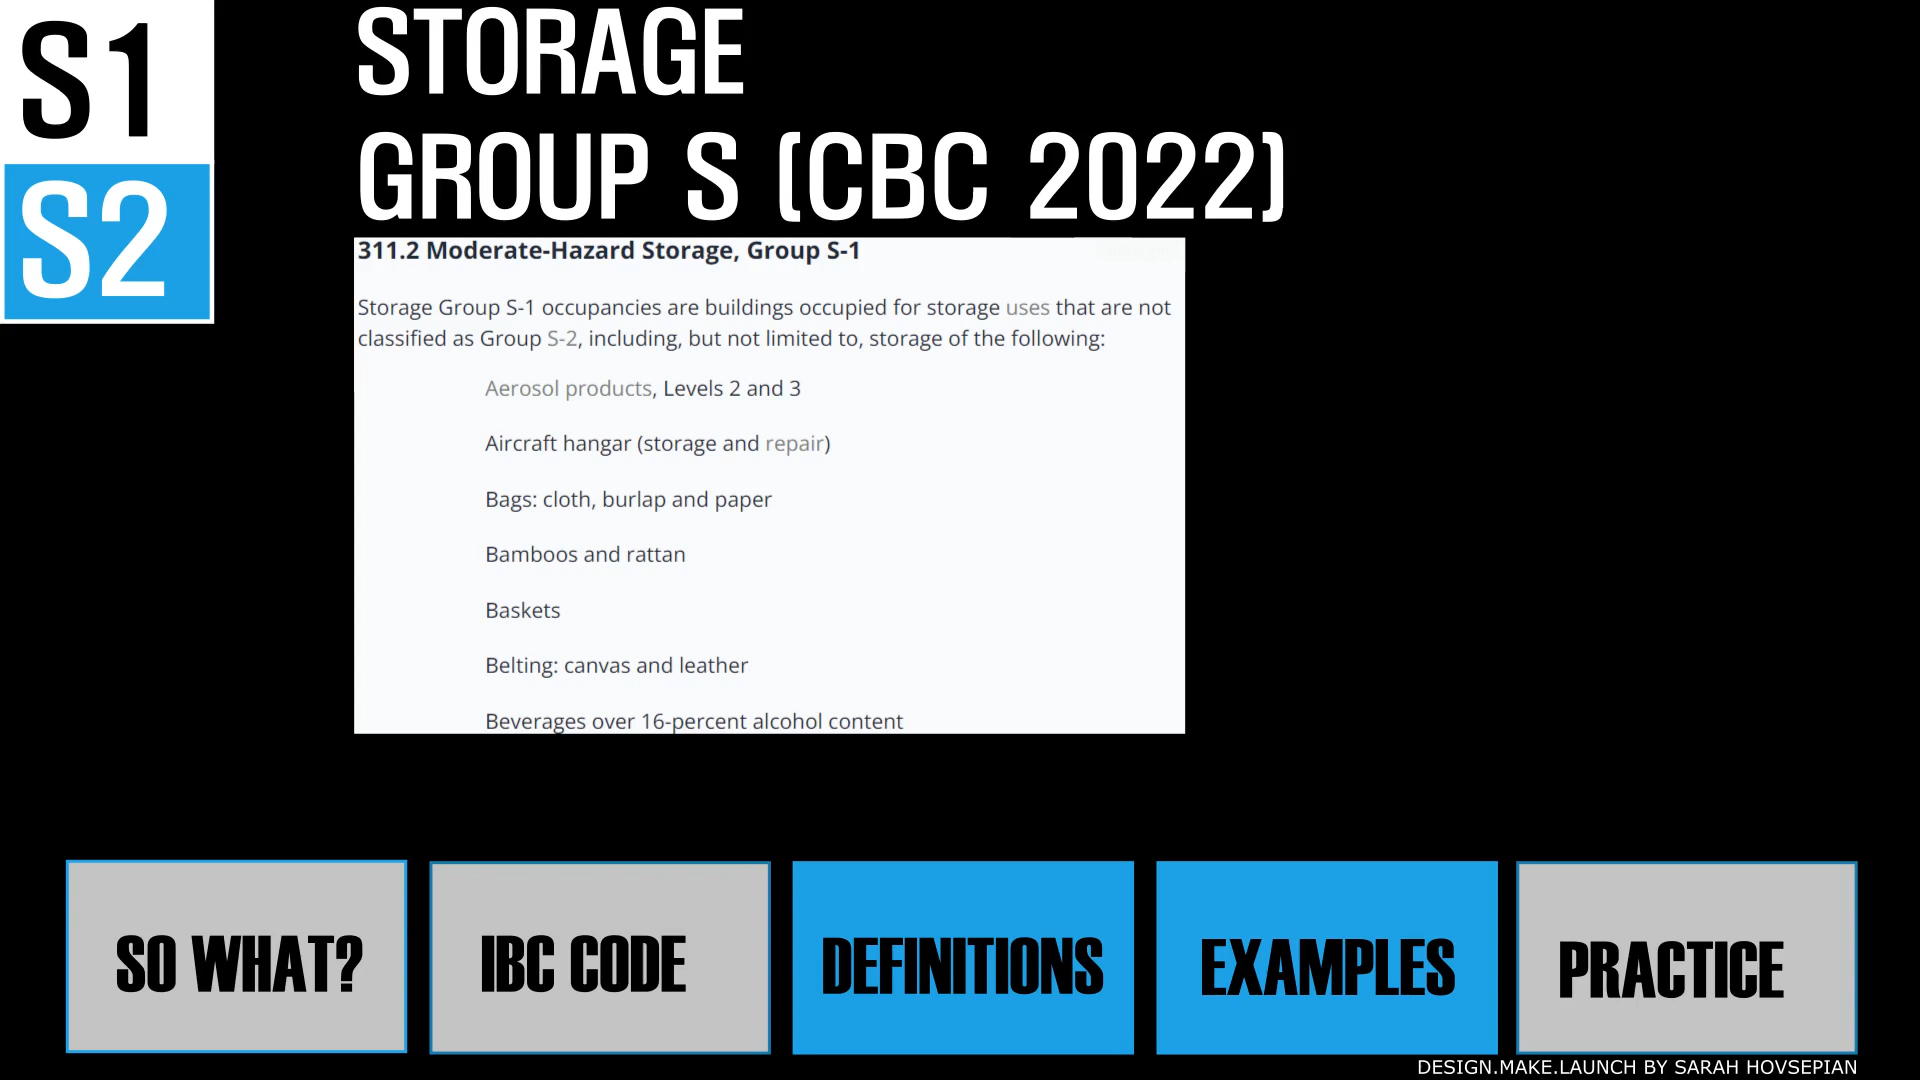 S1
S2
STORAGE
GROUP S (CBC 2022)
311.2 Moderate-Hazard Storage, Group S-1
Storage Group S-1 occupancies are buildings occupied for storage uses that are not
classified as Group S-2, including, but not limited to, storage of the following:
Aerosol products, Levels 2 and 3
Aircraft hangar (storage and repair)
Bags: cloth, burlap and paper
Bamboos and rattan
Baskets
Belting: canvas and leather
Beverages over 16-percent alcohol content
SO WHAT?
IBC CODE
DEFINITIONS
EXAMPLES
PRACTICE
DESIGN.MAKE.LAUNCH BY SARAH HOVSEPIAN